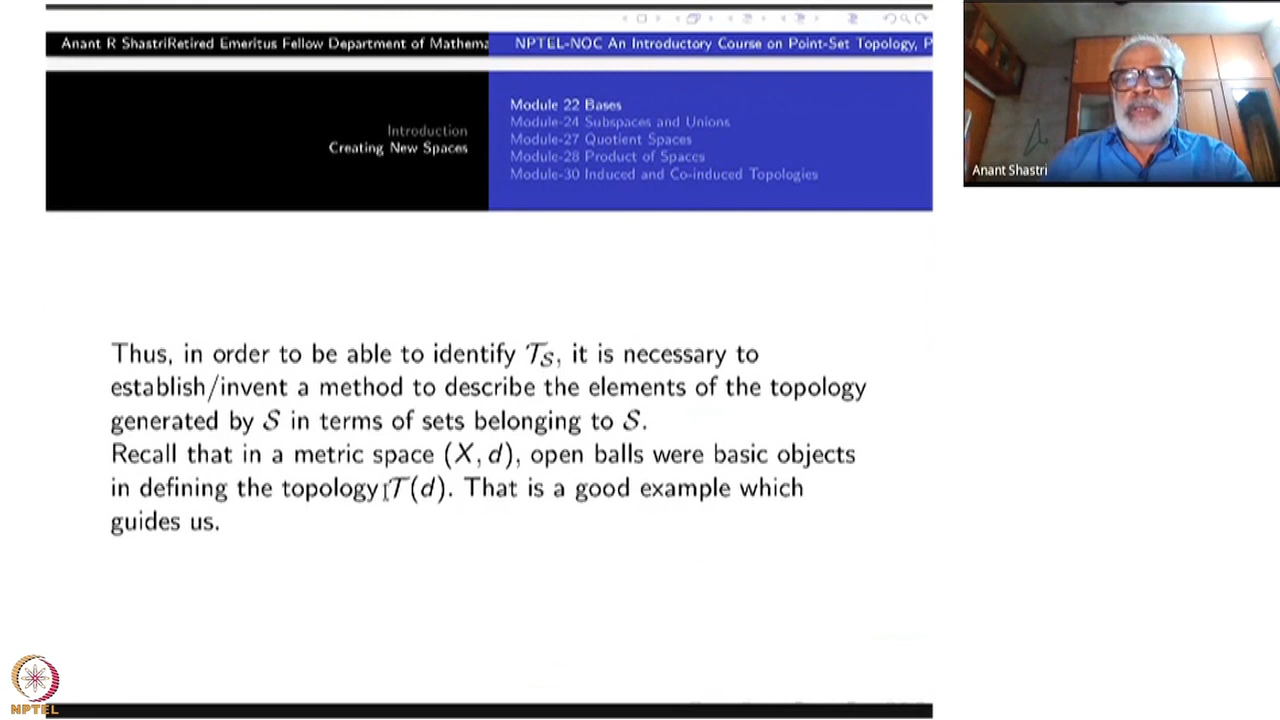 Anant R ShastriRetired Emeritus Fellow Department of Mathema
NPTEL-NOC An Introductory Course on Point-Set Topology, P
Introduction
Creating New Spaces
Module 22 Bases
Module-24 Subspaces and Unions
Module-27 Quotient Spaces
Module-28 Product of Spaces
Module-30 Induced and Co-induced Topologies
Anant Shastri
Thus, in order to be able to identify 𝒯_𝒮, it is necessary to
establish/invent a method to describe the elements of the topology
generated by 𝒮 in terms of sets belonging to 𝒮.
Recall that in a metric space (X, d), open balls were basic objects
in defining the topology 𝒯(d). That is a good example which
guides us.
NPTEL